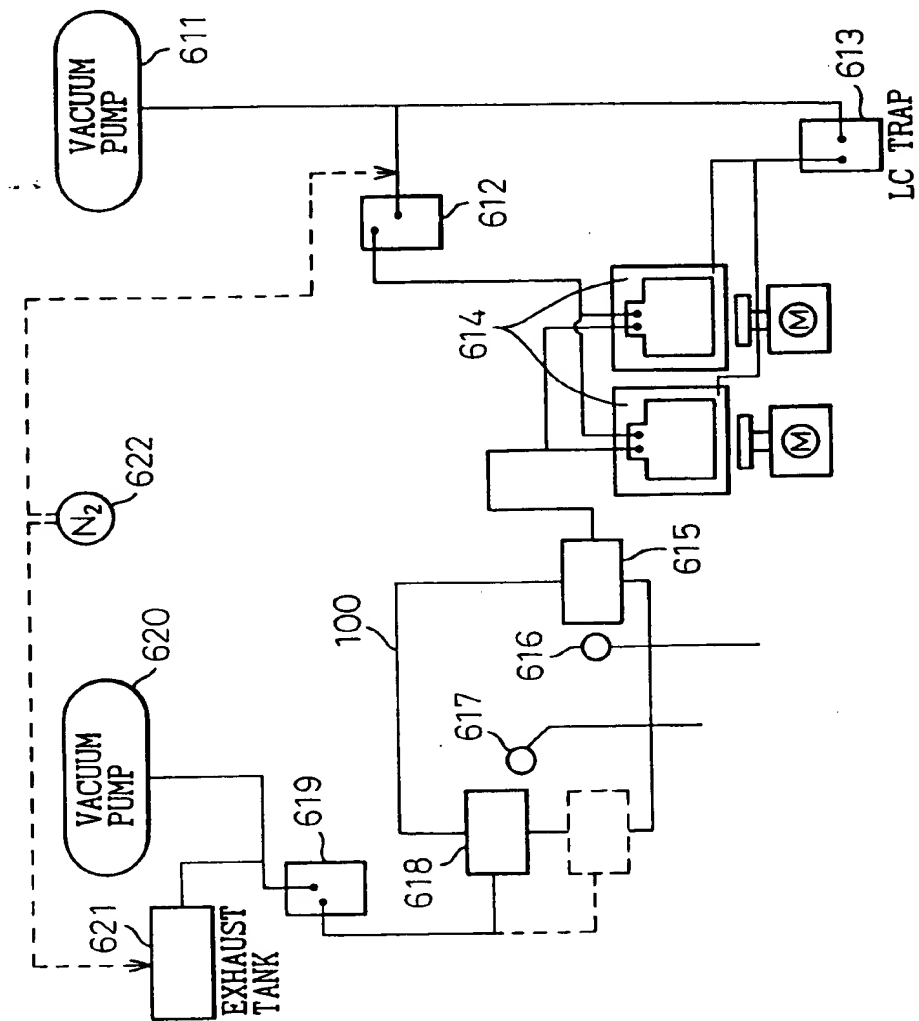 621
EXHAUST
TANK
VACUUM
PUMP
620
N₂
622
VACUUM
PUMP
611
619
100
618
617
616
615
614
612
M
M
613
LC TRAP